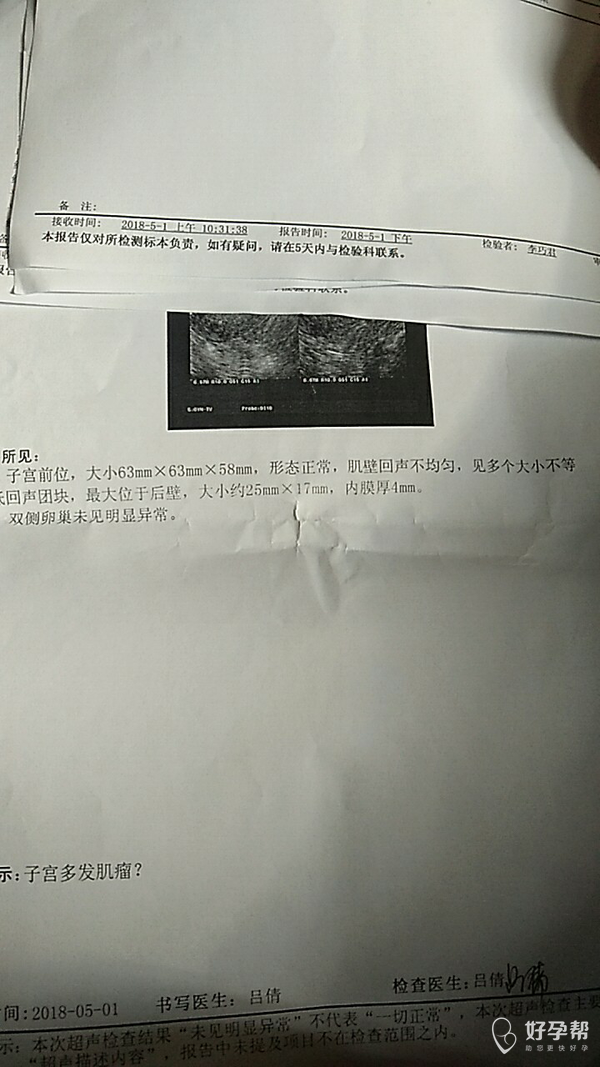 备 注:
接收时间: 2018-5-1 上午 10:31:38 报告时间: 2018-5-1 下午 检验者: 李巧君
本报告仅对所检测标本负责，如有疑问，请在5天内与检验科联系。
所见:
子宫前位，大小63mm×63mm×58mm，形态正常，肌壁回声不均匀，见多个大小不等
回声团块，最大位于后壁，大小约25mm×17mm，内膜厚4mm。
双侧卵巢未见明显异常。
示:子宫多发肌瘤?
时间:2018-05-01 书写医生: 吕倩 检查医生:吕倩
示: 本次超声检查结果“未见明显异常”不代表“一切正常”，本次超声检查主要
“超声描述内容”，报告中未提及项目不在检查范围之内。
好孕帮
助您更快好孕